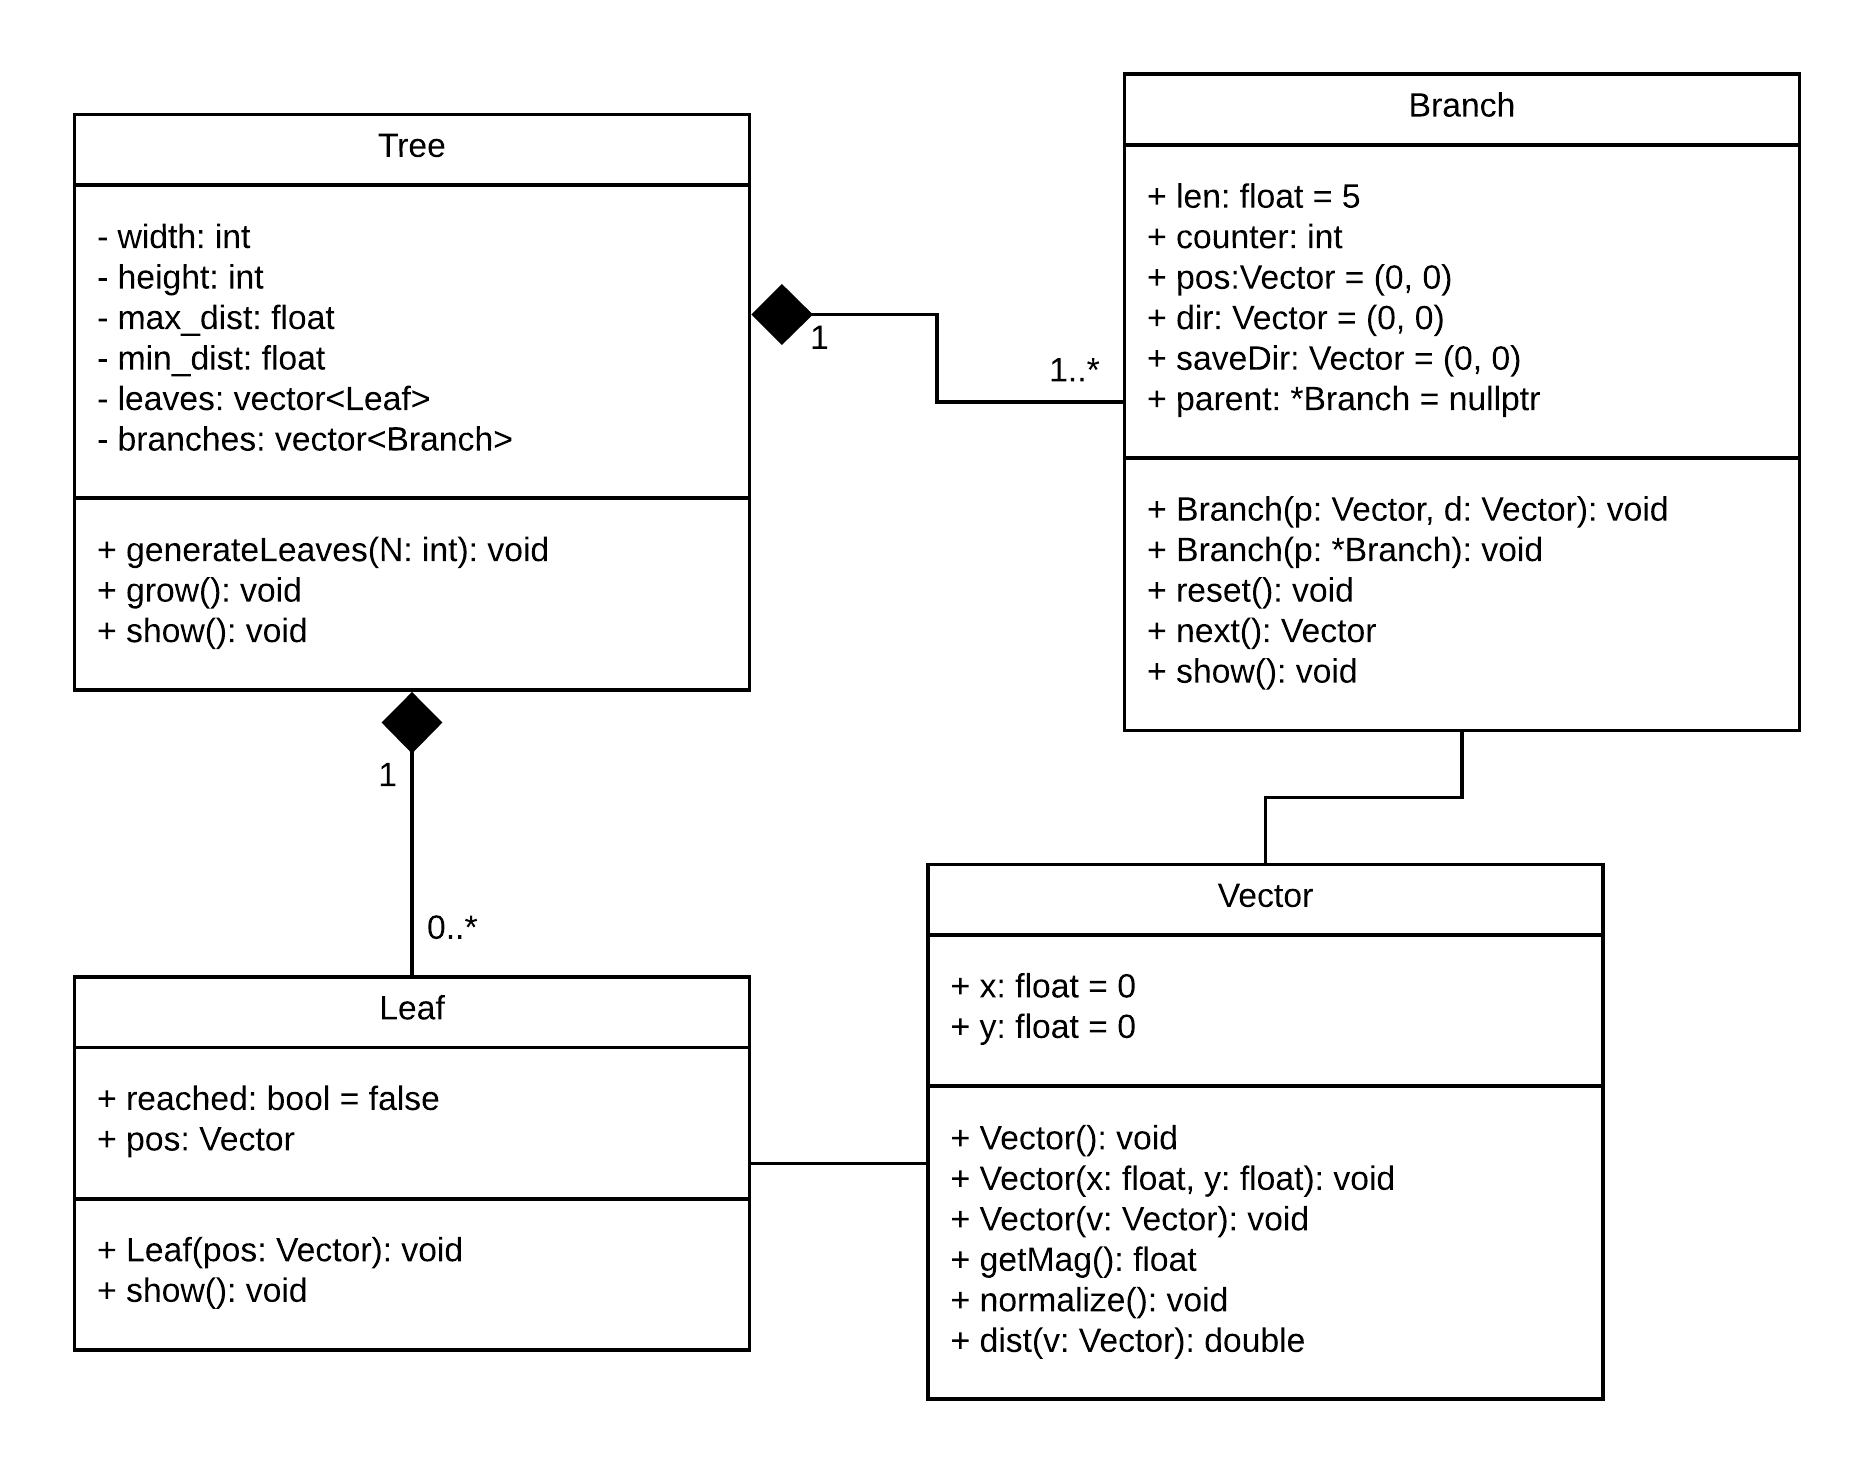 Tree
- width: int
- height: int
- max_dist: float
- min_dist: float
- leaves: vector<Leaf>
- branches: vector<Branch>
+ generateLeaves(N: int): void
+ grow(): void
+ show(): void
1
1..*
Branch
+ len: float = 5
+ counter: int
+ pos:Vector = (0, 0)
+ dir: Vector = (0, 0)
+ saveDir: Vector = (0, 0)
+ parent: *Branch = nullptr
+ Branch(p: Vector, d: Vector): void
+ Branch(p: *Branch): void
+ reset(): void
+ next(): Vector
+ show(): void
1
0..*
Leaf
+ reached: bool = false
+ pos: Vector
+ Leaf(pos: Vector): void
+ show(): void
Vector
+ x: float = 0
+ y: float = 0
+ Vector(): void
+ Vector(x: float, y: float): void
+ Vector(v: Vector): void
+ getMag(): float
+ normalize(): void
+ dist(v: Vector): double